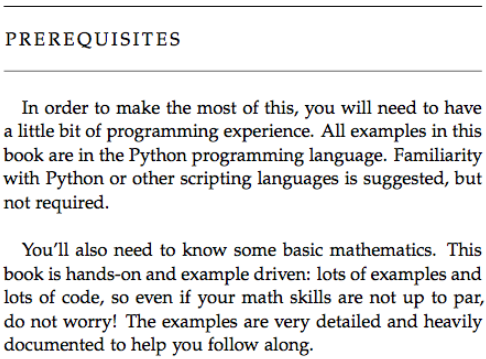 PREREQUISITES
In order to make the most of this, you will need to have
a little bit of programming experience. All examples in this
book are in the Python programming language. Familiarity
with Python or other scripting languages is suggested, but
not required.
You'll also need to know some basic mathematics. This
book is hands-on and example driven: lots of examples and
lots of code, so even if your math skills are not up to par,
do not worry! The examples are very detailed and heavily
documented to help you follow along.